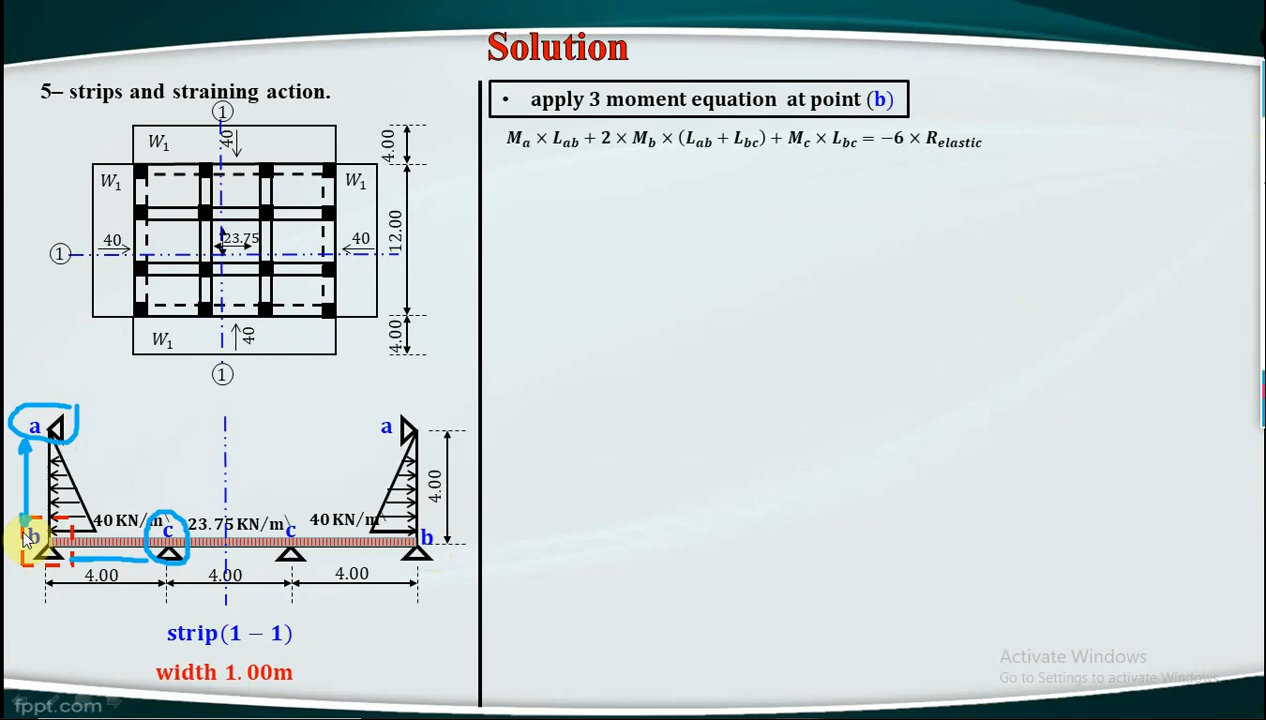 Solution
5– strips and straining action.
1
W₁
40
4.00
W₁
W₁
23.75
12.00
1
40
40
W₁
40
4.00
1
a
a
4.00
40 KN/m\
23.75 KN/m\
40 KN/m\
b
c
c
b
4.00
4.00
4.00
strip(1 − 1)
width 1.00m
• apply 3 moment equation at point (b)
Mₐ × L_ab + 2 × M_b × (L_ab + L_bc) + M_c × L_bc = −6 × R_elastic
Activate Windows
Go to Settings to activate Windows.
fppt.com